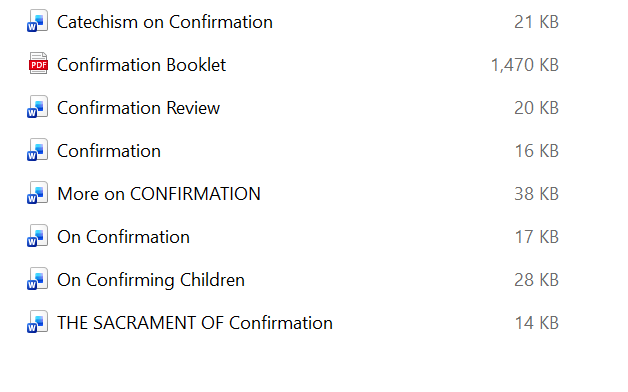 Catechism on Confirmation 21 KB
PDF Confirmation Booklet 1,470 KB
Confirmation Review 20 KB
Confirmation 16 KB
More on CONFIRMATION 38 KB
On Confirmation 17 KB
On Confirming Children 28 KB
THE SACRAMENT OF Confirmation 14 KB